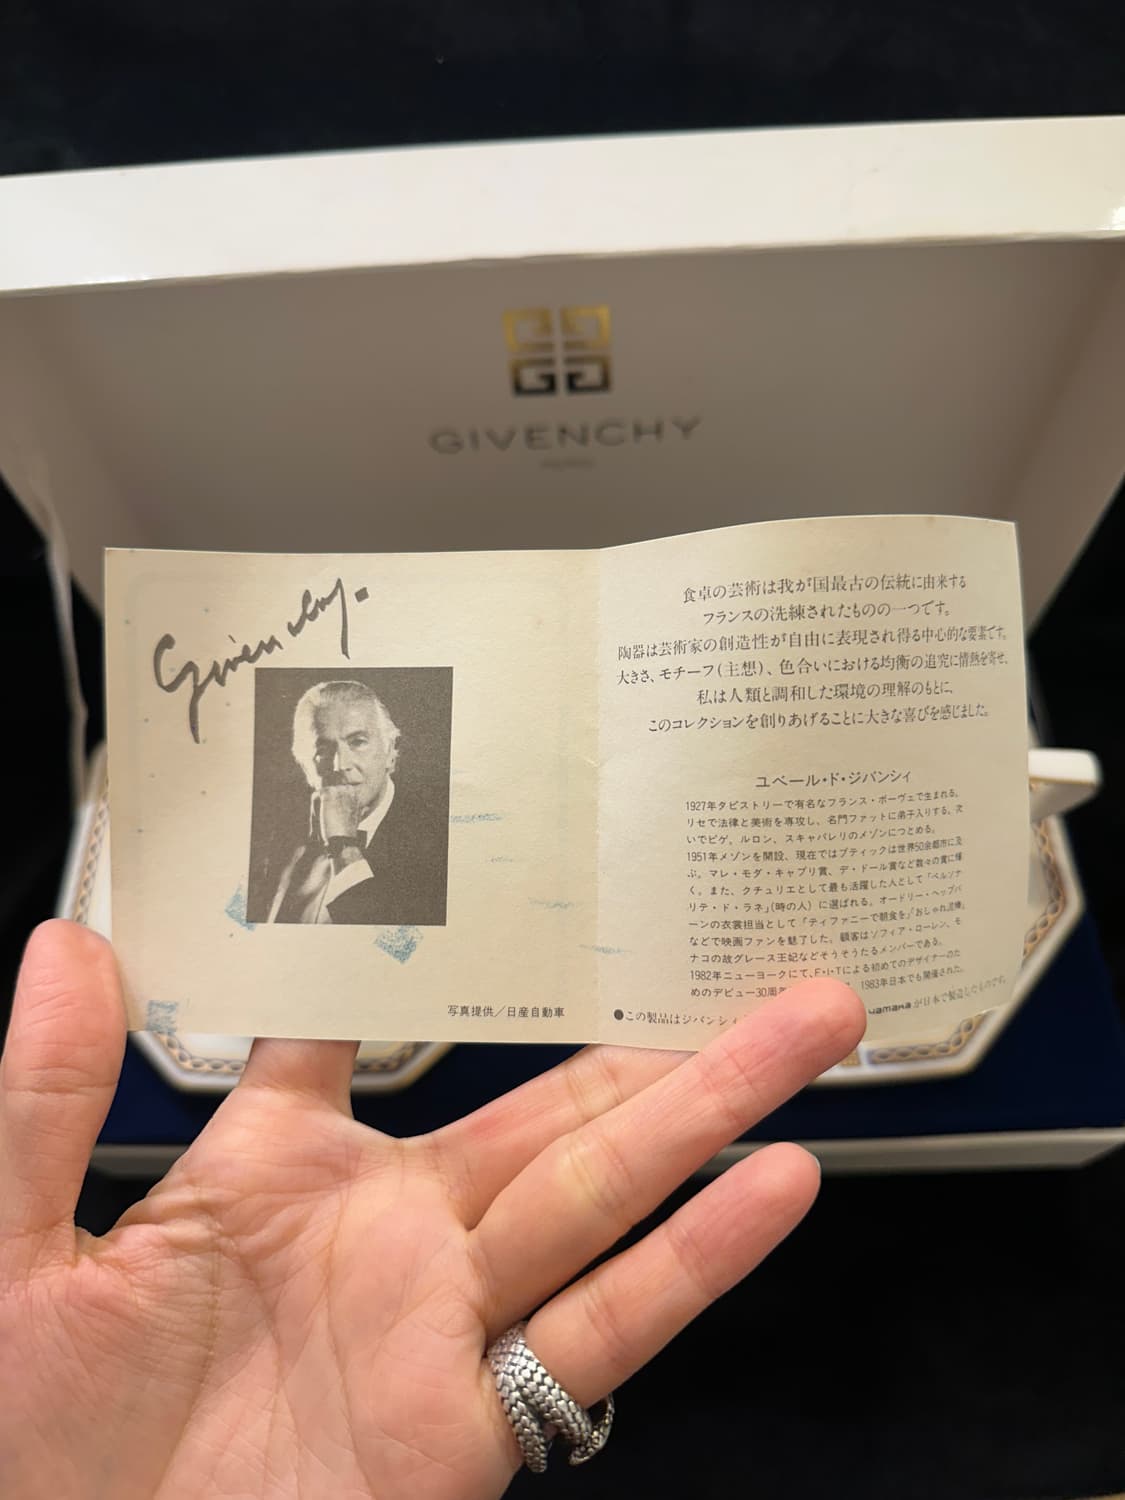 GIVENCHY
Givenchy.
食卓の芸術は我が国最古の伝統に由来する
フランスの洗練されたものの一つです。
陶器は芸術家の創造性が自由に表現され得る中心的な要素です。
大きさ、モチーフ(主想)、色合いにおける均衡の追究に情熱を寄せ、
私は人類と調和した環境の理解のもとに、
このコレクションを創りあげることに大きな喜びを感じました。
ユベール・ド・ジバンシィ
1927年タピストリーで有名なフランス・ボーヴェで生まれる。
リセで法律と美術を専攻し、名門ファットに弟子入りする。次
いでピゲ、ルロン、スキャパレリのメゾンにつとめる。
1951年メゾンを開設、現在ではブティックは世界50余都市に及
ぶ。マレ・モダ・キャプリ賞、デ・ドール賞など数々の賞に輝
く。また、クチュリエとして最も活躍した人として「ペルソナ
リテ・ド・ラネ」(時の人)に選ばれる。オードリー・ヘップバ
ーンの衣裳担当として「ティファニーで朝食を」「おしゃれ泥棒」
などで映画ファンを魅了した。顧客はソフィア・ローレン、モ
ナコの故グレース王妃などそうそうたるメンバーである。
1982年ニューヨークにて、F・I・Tによる初めてのデザイナーのた
めのデビュー30周 1983年日本でも開催された。
写真提供/日産自動車
●この製品はジバンシィ yamaka が日本で製造したものです。